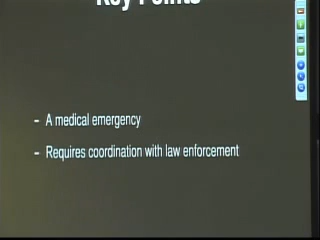 Key Points
- A medical emergency
- Requires coordination with law enforcement